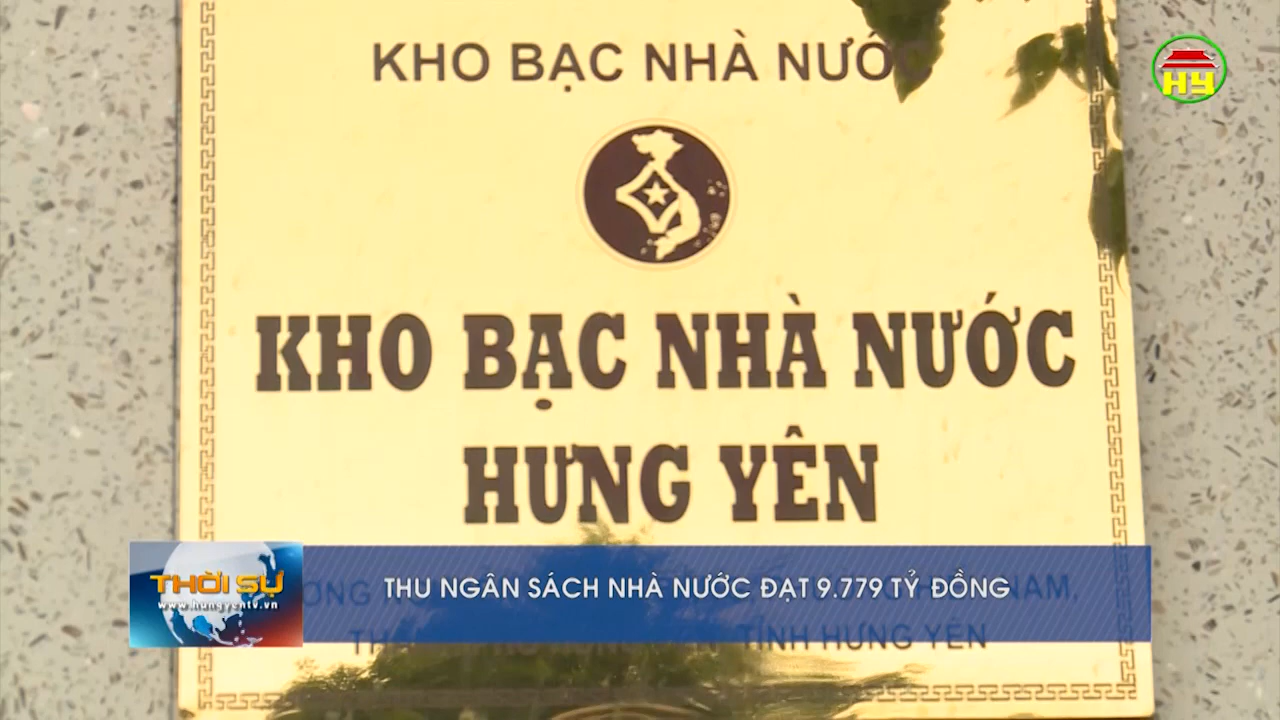 KHO BẠC NHÀ NƯỚC
HY
KHO BẠC NHÀ NƯỚC
HƯNG YÊN
THỜI SỰ
www.hungyentv.vn
THU NGÂN SÁCH NHÀ NƯỚC ĐẠT 9.779 TỶ ĐỒNG
NAM,
TỈNH HƯNG YÊN